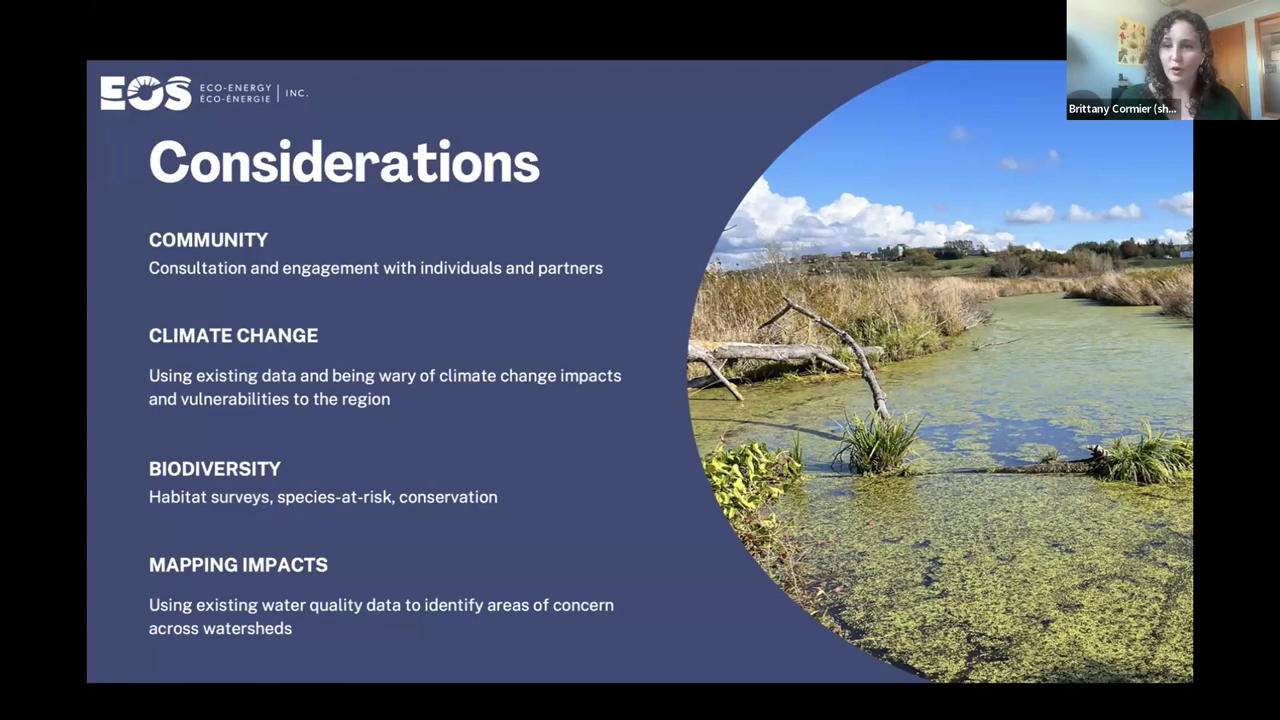 EOS ECO-ENERGY ÉCO-ÉNERGIE | INC.
Considerations
COMMUNITY
Consultation and engagement with individuals and partners
CLIMATE CHANGE
Using existing data and being wary of climate change impacts
and vulnerabilities to the region
BIODIVERSITY
Habitat surveys, species-at-risk, conservation
MAPPING IMPACTS
Using existing water quality data to identify areas of concern
across watersheds
Brittany Cormier (sh...